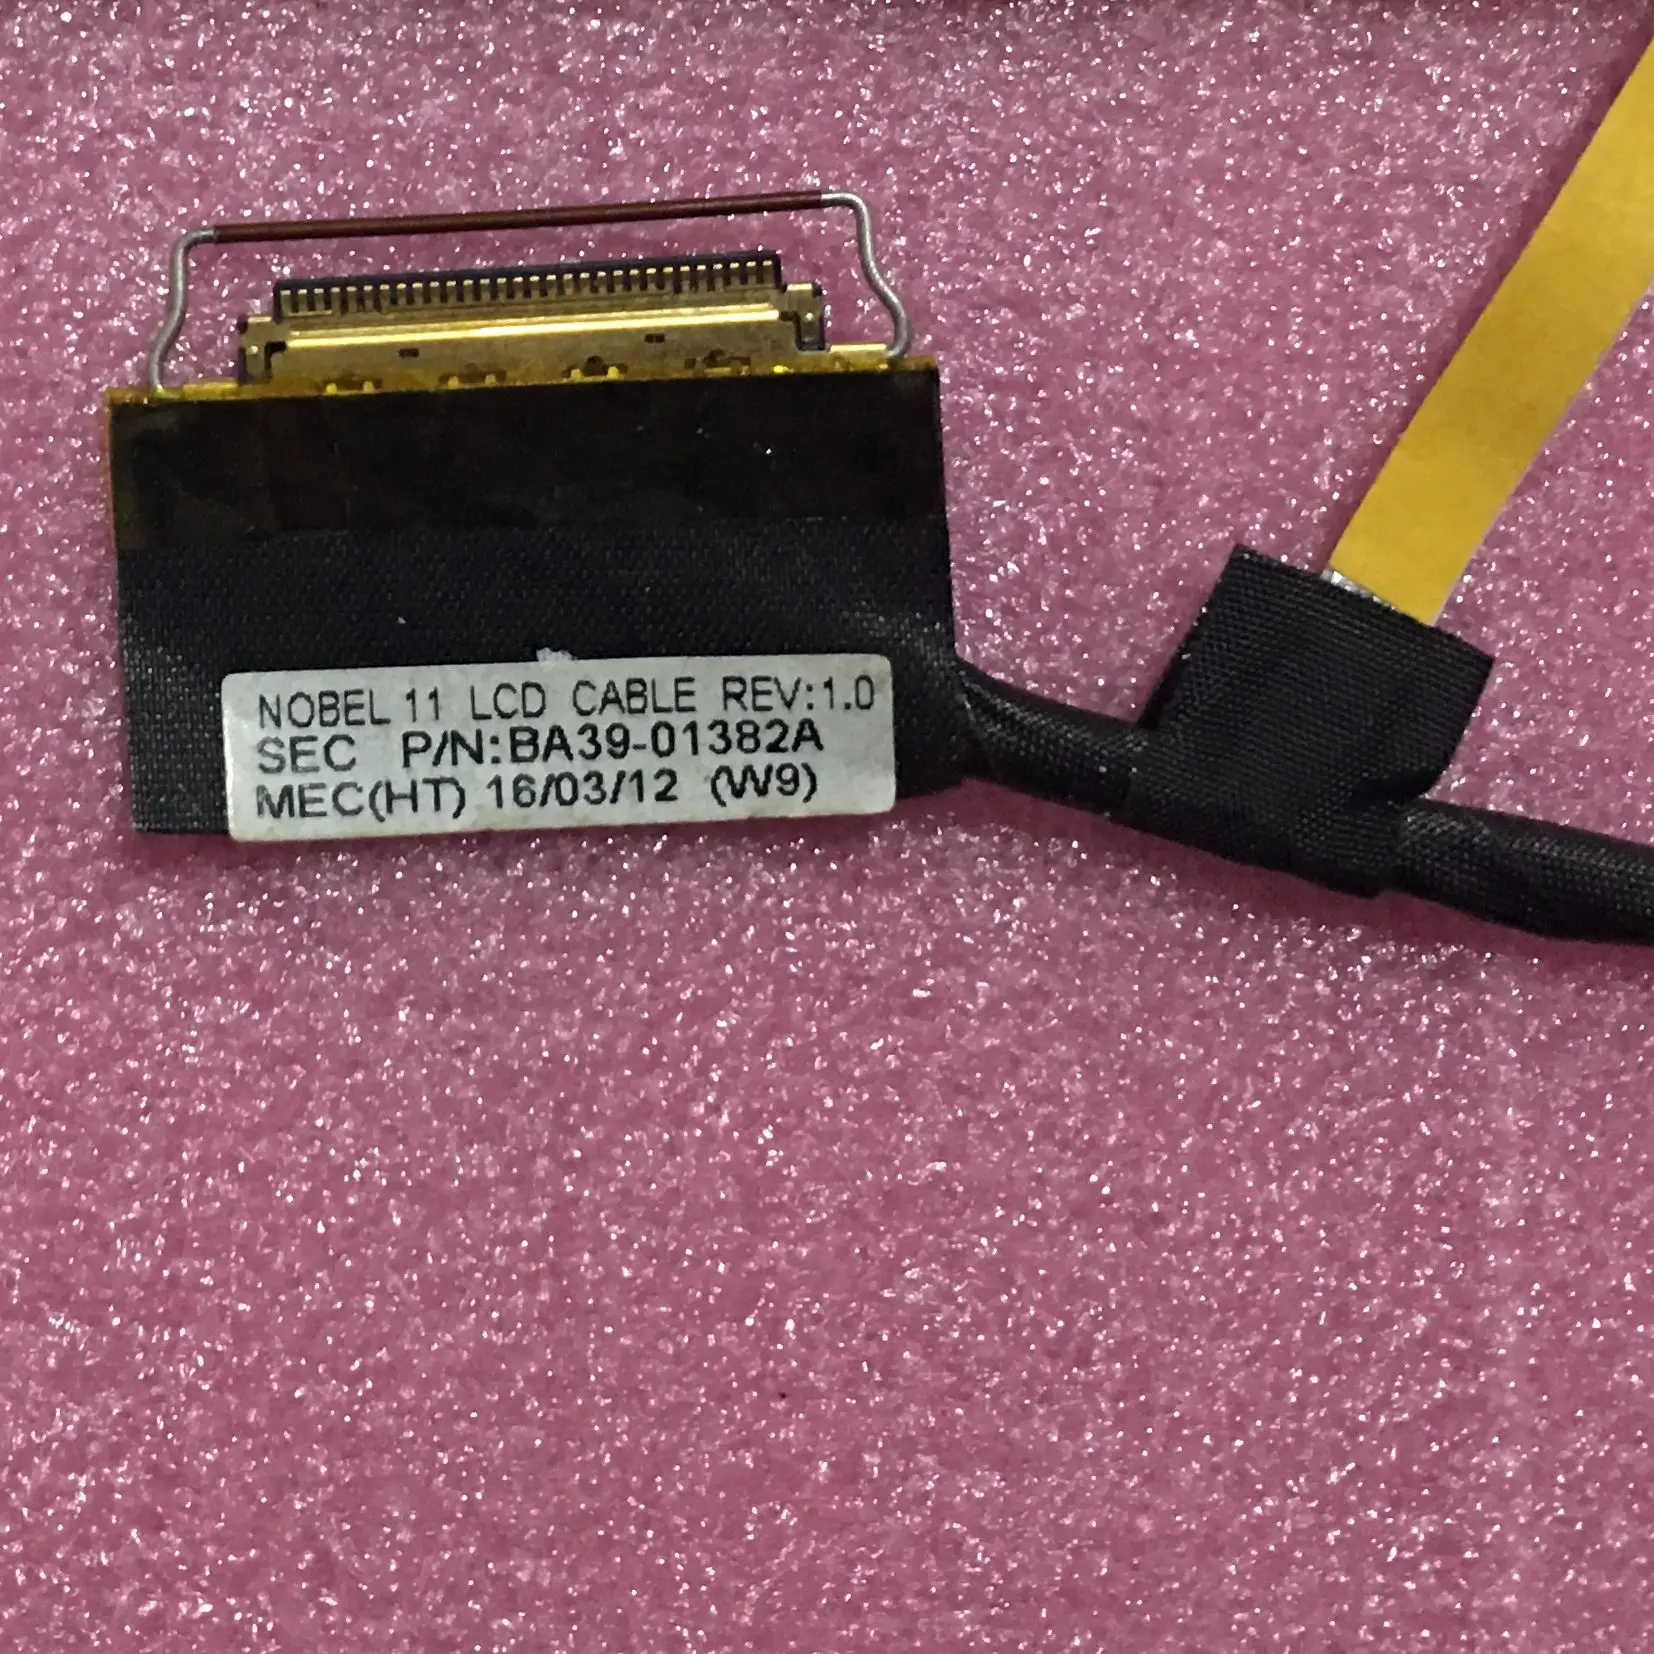 NOBEL 11 LCD CABLE REV:1.0
SEC P/N:BA39-01382A
MEC(HT) 16/03/12 (W9)